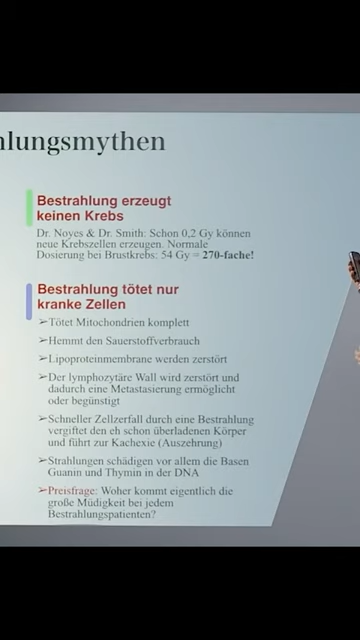 hlungsmythen
Bestrahlung erzeugt
keinen Krebs
Dr. Noyes & Dr. Smith: Schon 0,2 Gy können
neue Krebszellen erzeugen. Normale
Dosierung bei Brustkrebs: 54 Gy = 270-fache!
Bestrahlung tötet nur
kranke Zellen
➢Tötet Mitochondrien komplett
➢Hemmt den Sauerstoffverbrauch
➢Lipoproteinmembrane werden zerstört
➢Der lymphozytäre Wall wird zerstört und
dadurch eine Metastasierung ermöglicht
oder begünstigt
➢Schneller Zellzerfall durch eine Bestrahlung
vergiftet den eh schon überladenen Körper
und führt zur Kachexie (Auszehrung)
➢Strahlungen schädigen vor allem die Basen
Guanin und Thymin in der DNA
➢Preisfrage: Woher kommt eigentlich die
große Müdigkeit bei jedem
Bestrahlungspatienten?